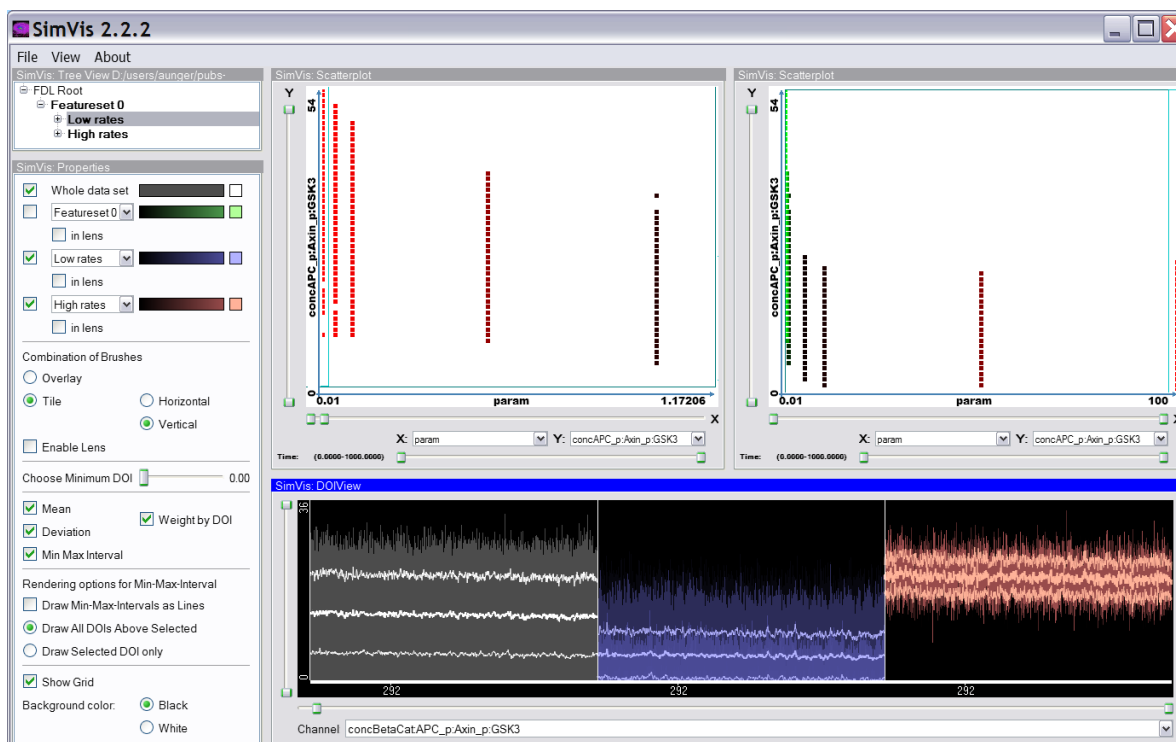 SimVis 2.2.2
File View About
SimVis: Tree View D:/users/aunger/pubs-
FDL Root
Featureset 0
Low rates
High rates
SimVis: Properties
Whole data set
Featureset 0
in lens
Low rates
in lens
High rates
in lens
Combination of Brushes
Overlay
Tile
Horizontal
Vertical
Enable Lens
Choose Minimum DOI 0.00
Mean
Weight by DOI
Deviation
Min Max Interval
Rendering options for Min-Max-Interval
Draw Min-Max-Intervals as Lines
Draw All DOIs Above Selected
Draw Selected DOI only
Show Grid
Background color: Black
White
SimVis: Scatterplot
Y
54
concAPC_p:Axin_p:GSK3
0
0.01 param 1.17206
X
X: param Y: concAPC_p:Axin_p:GSK3
Time: (0.0000-1000.0000)
SimVis: Scatterplot
Y
54
concAPC_p:Axin_p:GSK3
0
0.01 param 100
X: param Y: concAPC_p:Axin_p:GSK3
Time: (0.0000-1000.0000)
SimVis: DOIView
36
0
292 292 292
Channel concBetaCat:APC_p:Axin_p:GSK3